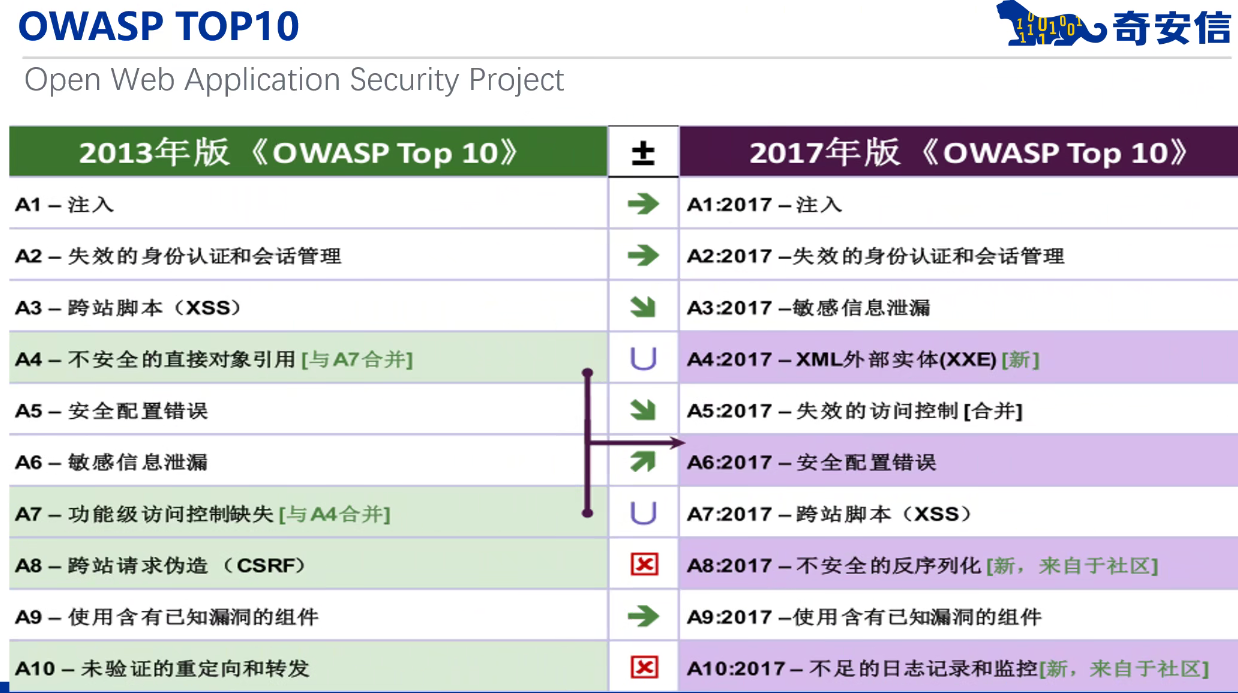 OWASP TOP10
奇安信
Open Web Application Security Project
2013年版《OWASP Top 10》 ± 2017年版《OWASP Top 10》
A1 – 注入 → A1:2017 – 注入
A2 – 失效的身份认证和会话管理 → A2:2017 –失效的身份认证和会话管理
A3 – 跨站脚本（XSS） ↘ A3:2017 –敏感信息泄漏
A4 – 不安全的直接对象引用 [与A7合并] U A4:2017 – XML外部实体(XXE) [新]
A5 – 安全配置错误 ↘ A5:2017 – 失效的访问控制 [合并]
A6 – 敏感信息泄漏 ↗ A6:2017 – 安全配置错误
A7 – 功能级访问控制缺失 [与A4合并] U A7:2017 – 跨站脚本（XSS）
A8 – 跨站请求伪造（CSRF） A8:2017 – 不安全的反序列化 [新，来自于社区]
A9 – 使用含有已知漏洞的组件 → A9:2017 –使用含有已知漏洞的组件
A10 – 未验证的重定向和转发 A10:2017 – 不足的日志记录和监控[新，来自于社区]